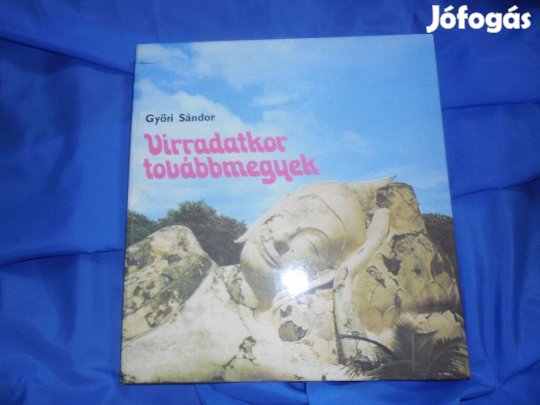 Jófogás
Győri Sándor
Virradatkor
továbbmegyek